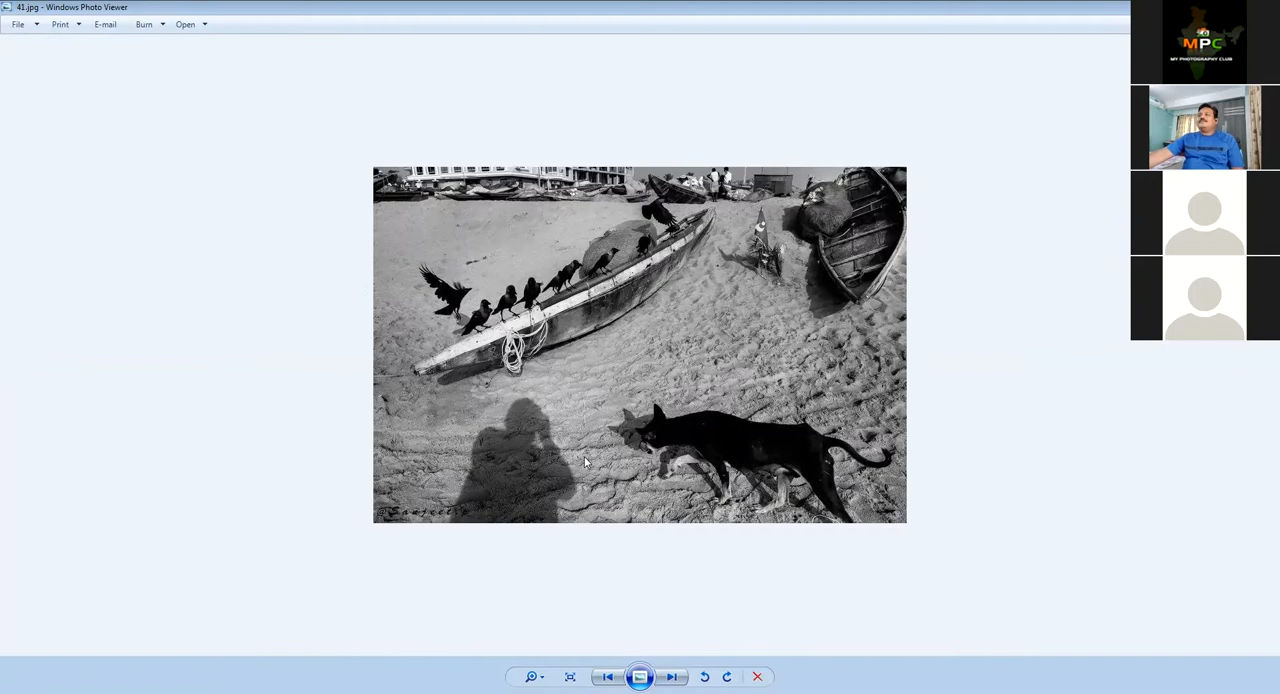 41.jpg - Windows Photo Viewer
File Print E-mail Burn Open
MPC
MY PHOTOGRAPHY CLUB